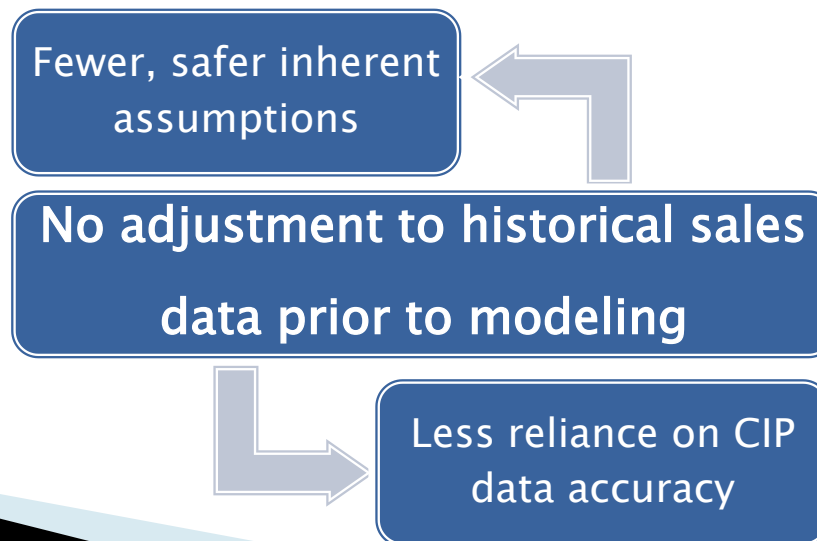 Fewer, safer inherent
assumptions
No adjustment to historical sales
data prior to modeling
Less reliance on CIP
data accuracy